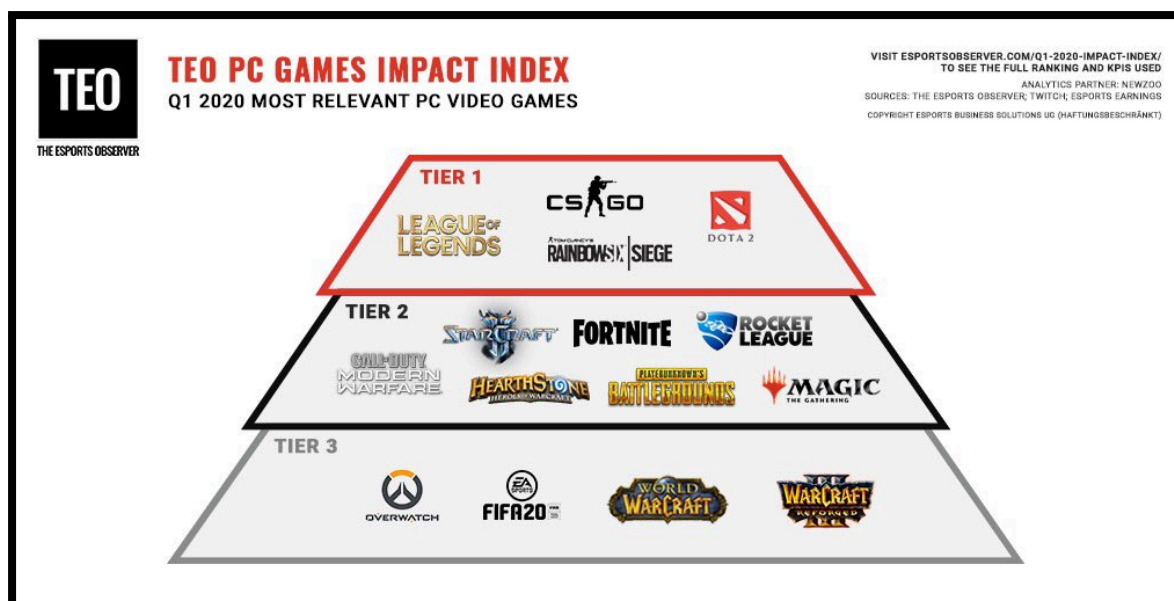 TEO
THE ESPORTS OBSERVER
TEO PC GAMES IMPACT INDEX
Q1 2020 MOST RELEVANT PC VIDEO GAMES
VISIT ESPORTSOBSERVER.COM/Q1-2020-IMPACT-INDEX/
TO SEE THE FULL RANKING AND KPIS USED
ANALYTICS PARTNER: NEWZOO
SOURCES: THE ESPORTS OBSERVER; TWITCH; ESPORTS EARNINGS
COPYRIGHT ESPORTS BUSINESS SOLUTIONS UG (HAFTUNGSBESCHRÄNKT)
TIER 1
LEAGUE OF
LEGENDS
CS GO
TOM CLANCY'S
RAINBOWSIX | SIEGE
DOTA 2
TIER 2
STARCRAFT
II
FORTNITE
ROCKET
LEAGUE
CALL OF DUTY
MODERN
WARFARE
HEARTHSTONE
HEROES OF WARCRAFT
PLAYERUNKNOWN'S
BATTLEGROUNDS
MAGIC
THE GATHERING
TIER 3
OVERWATCH
EA
SPORTS
FIFA20
WORLD
OF
WARCRAFT
WARCRAFT
REFORGED
III